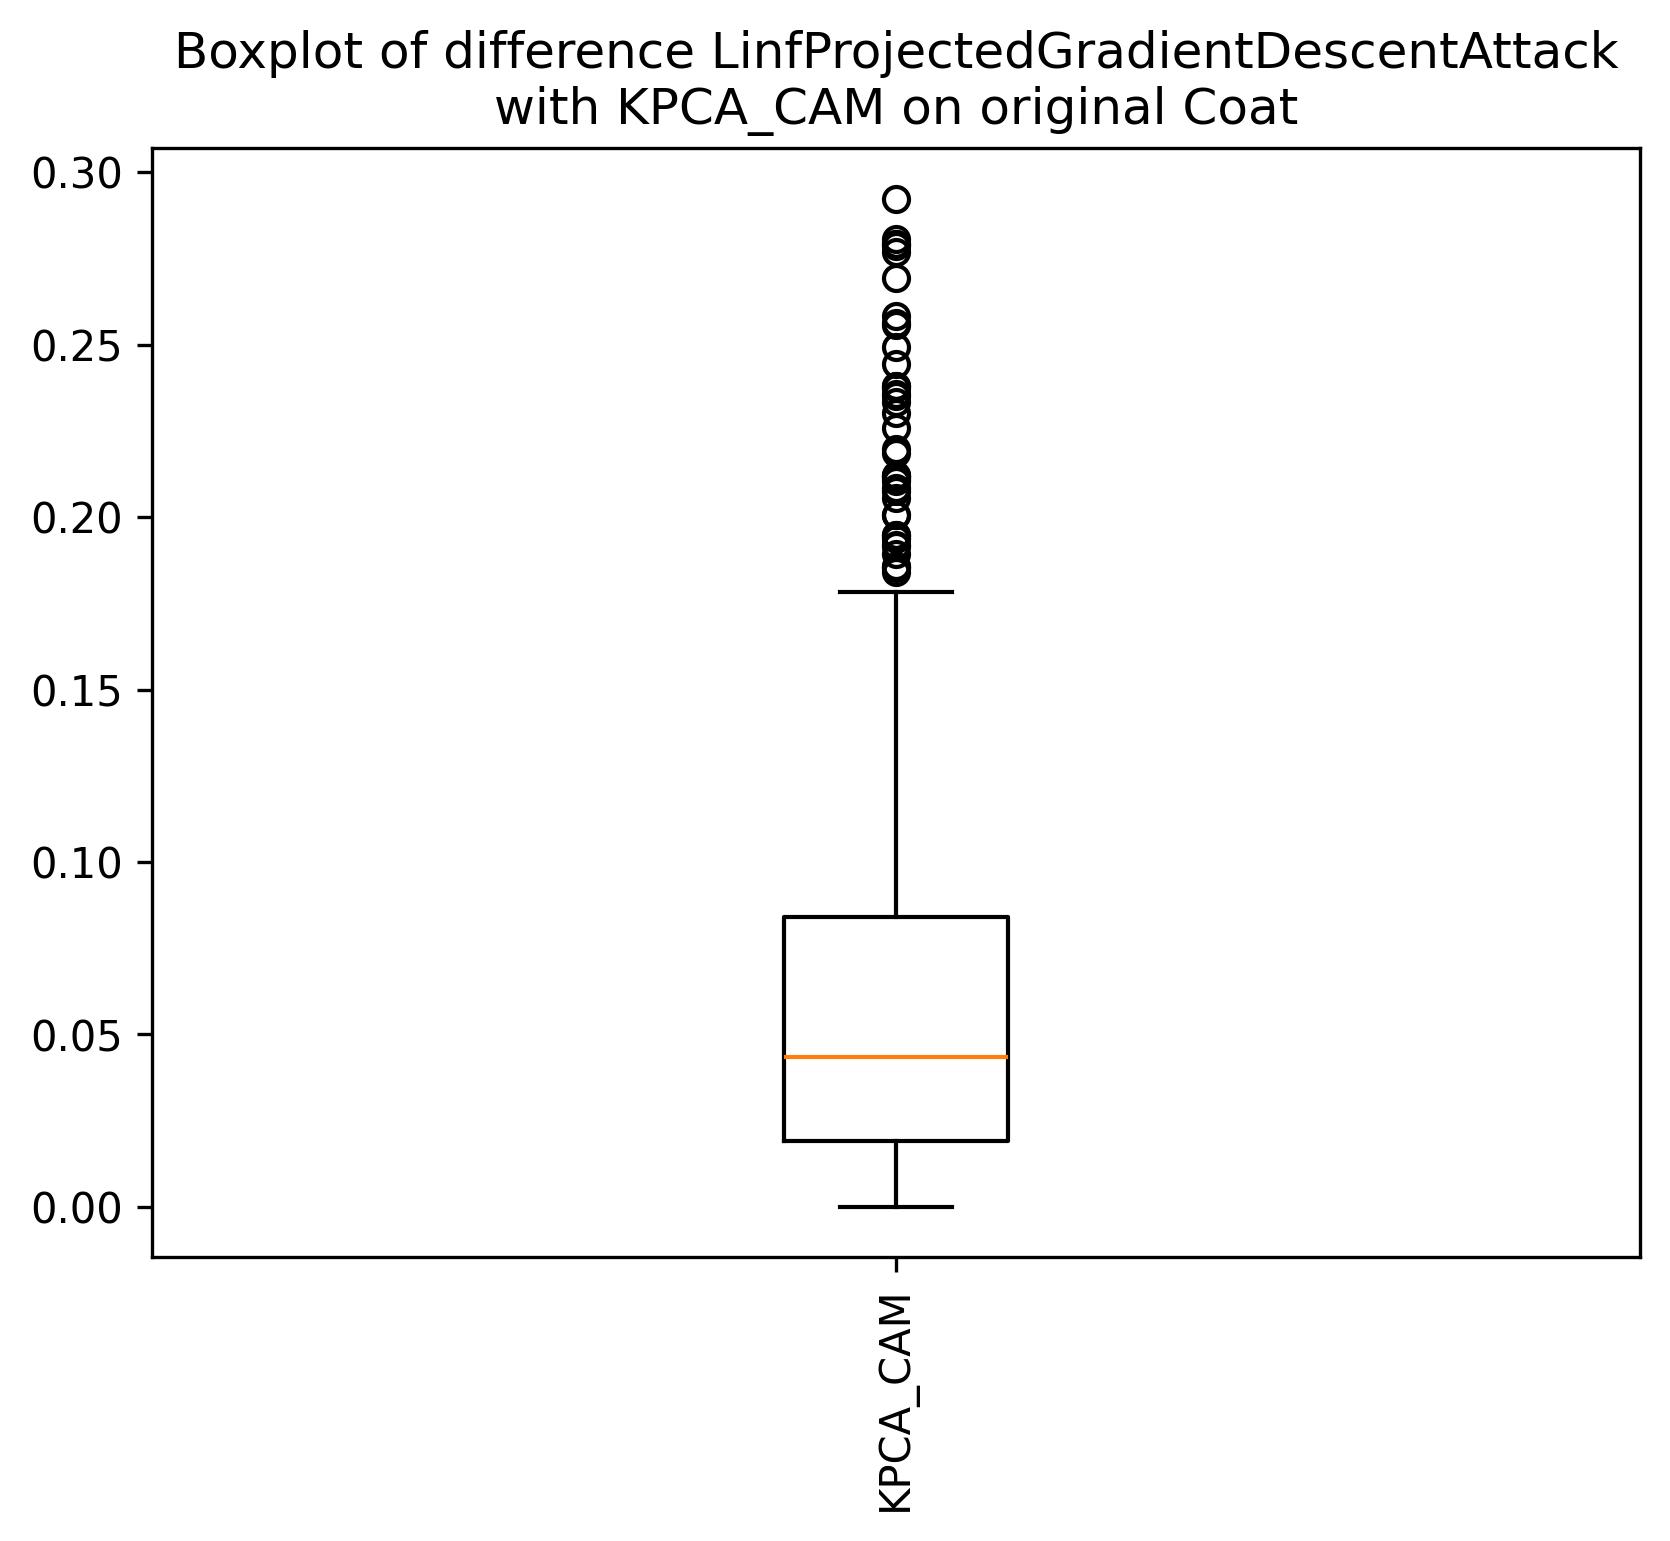 Boxplot of difference LinfProjectedGradientDescentAttack
with KPCA_CAM on original Coat
0.30
0.25
0.20
0.15
0.10
0.05
0.00
KPCA_CAM